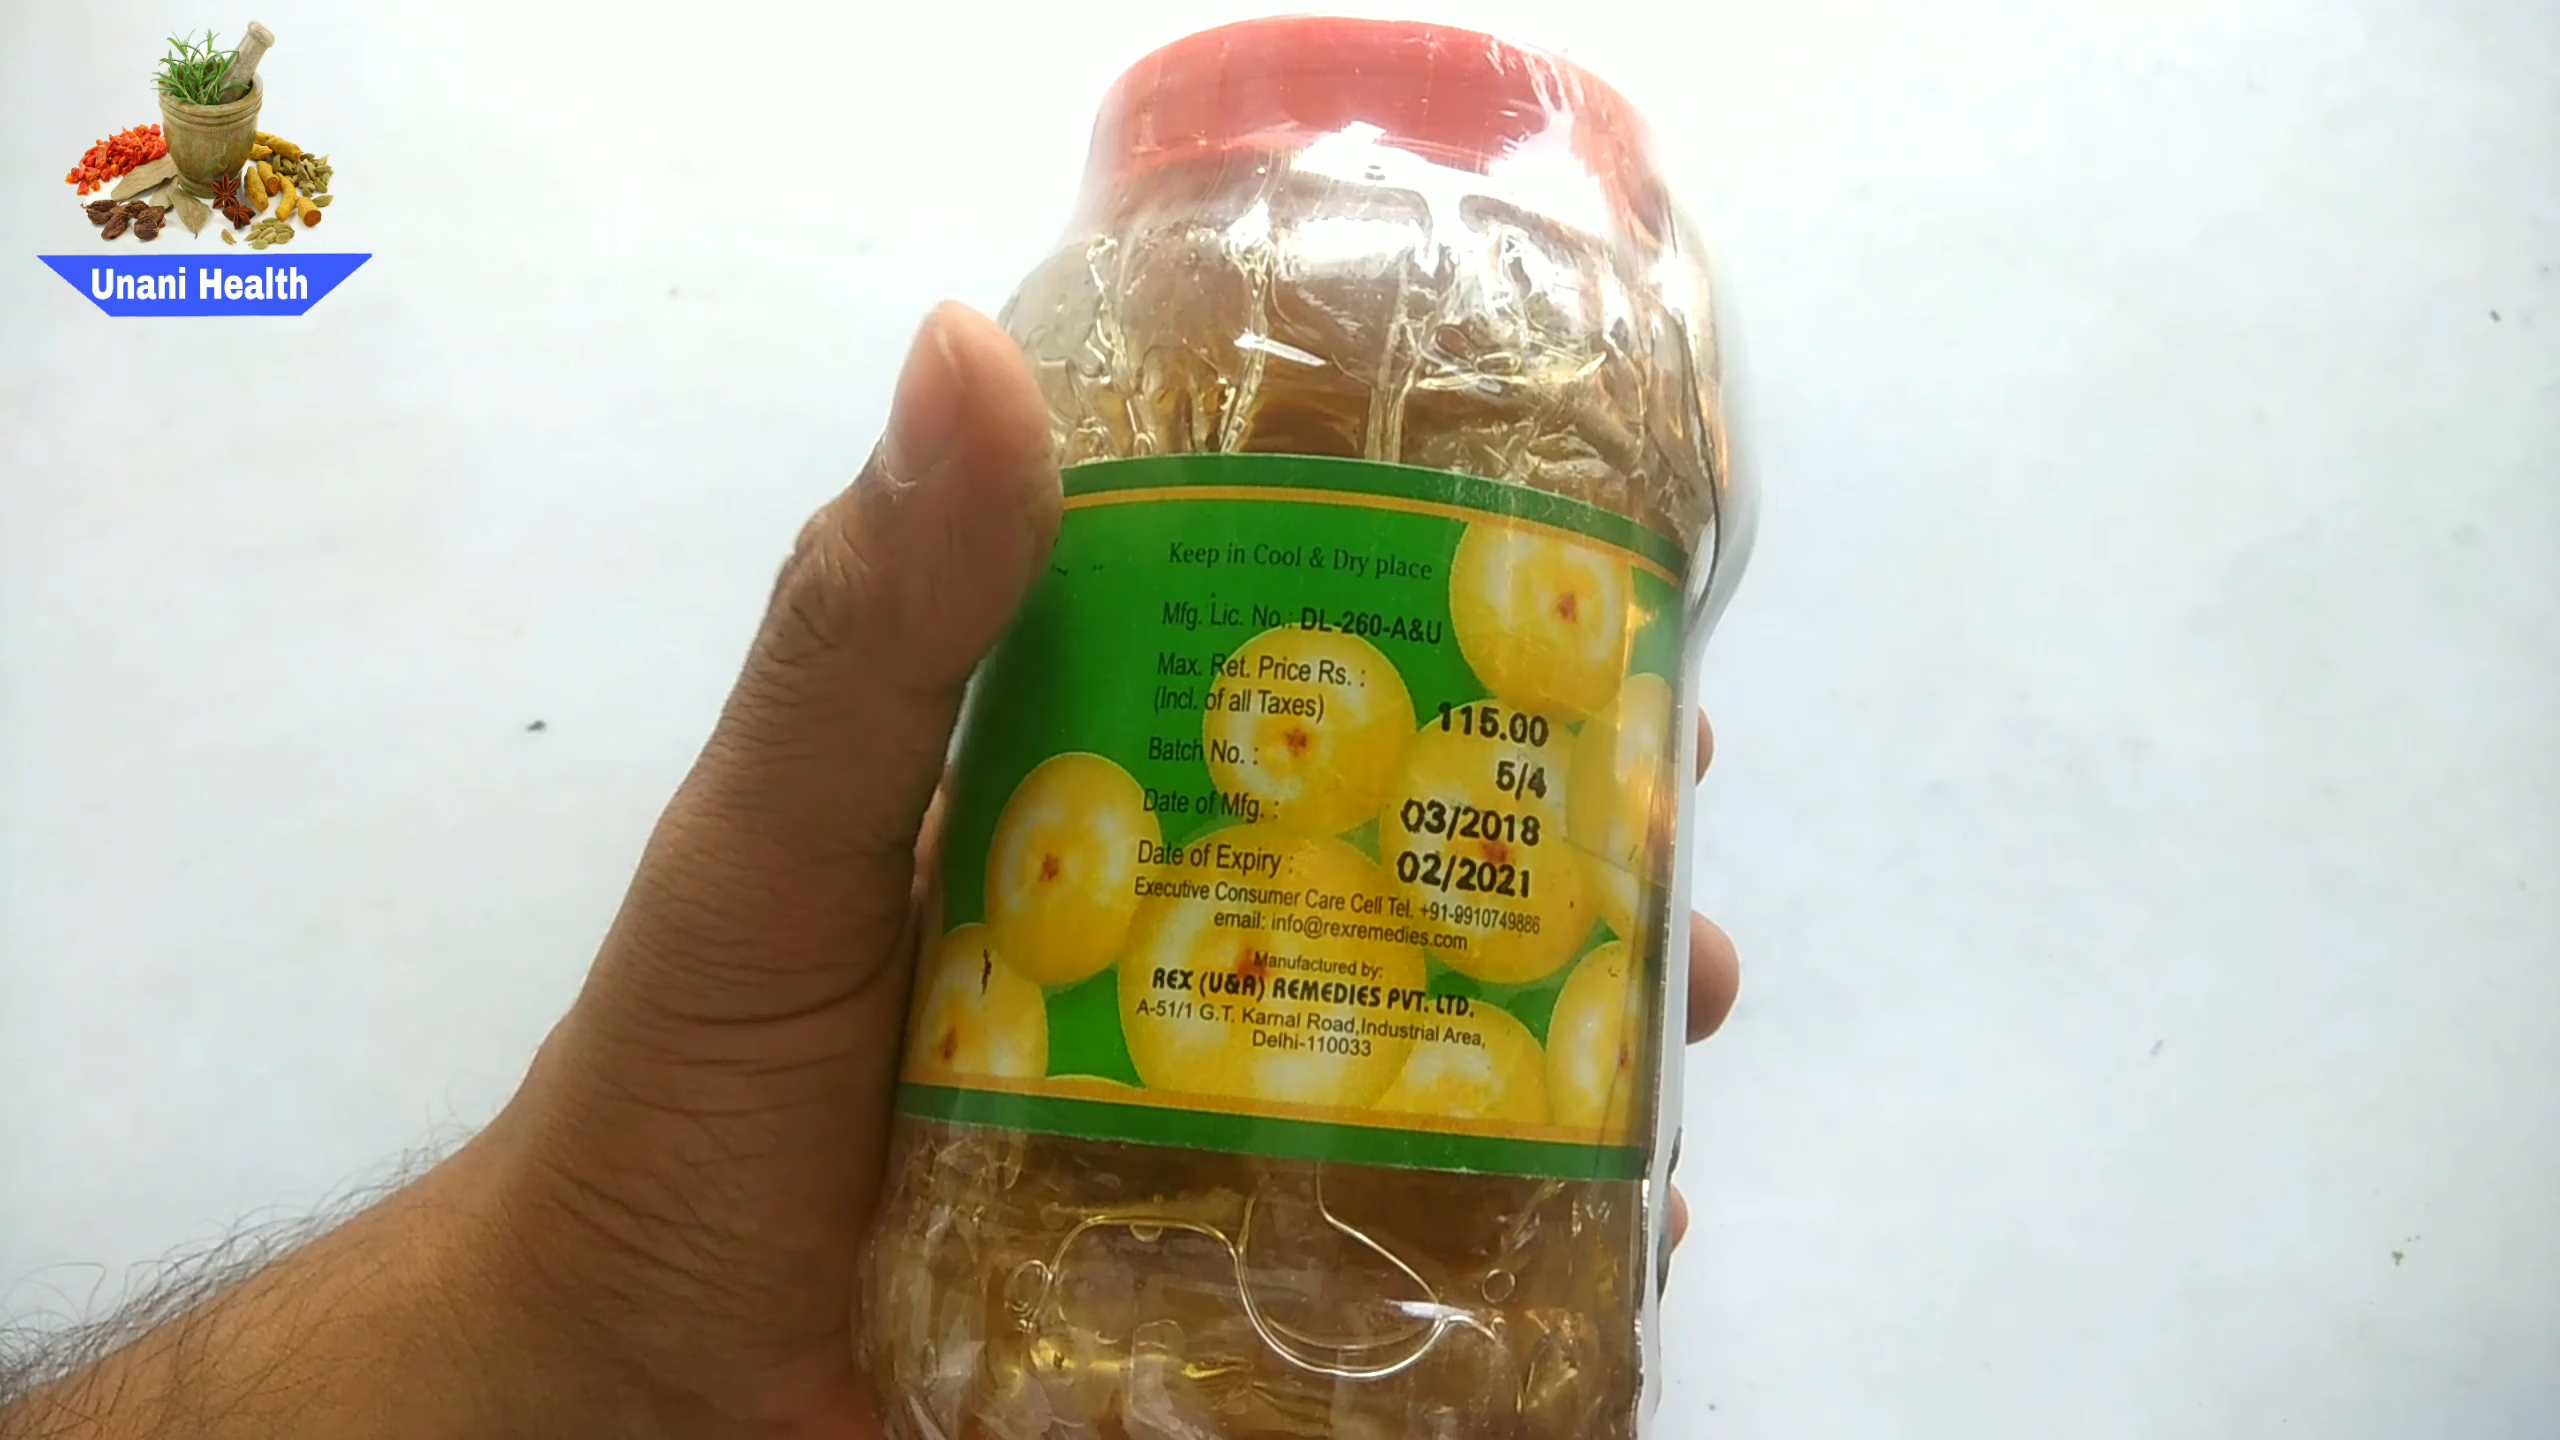 Unani Health
Keep in Cool & Dry place
Mfg. Lic. No.: DL-260-A&U
Max. Ret. Price Rs. :
(Incl. of all Taxes)
115.00
Batch No. : 5/4
Date of Mfg. : 03/2018
Date of Expiry : 02/2021
Executive Consumer Care Cell Tel. +91-9910749886
email: info@rexremedies.com
Manufactured by:
REX (U&A) REMEDIES PVT. LTD.
A-51/1 G.T. Karnal Road,Industrial Area,
Delhi-110033